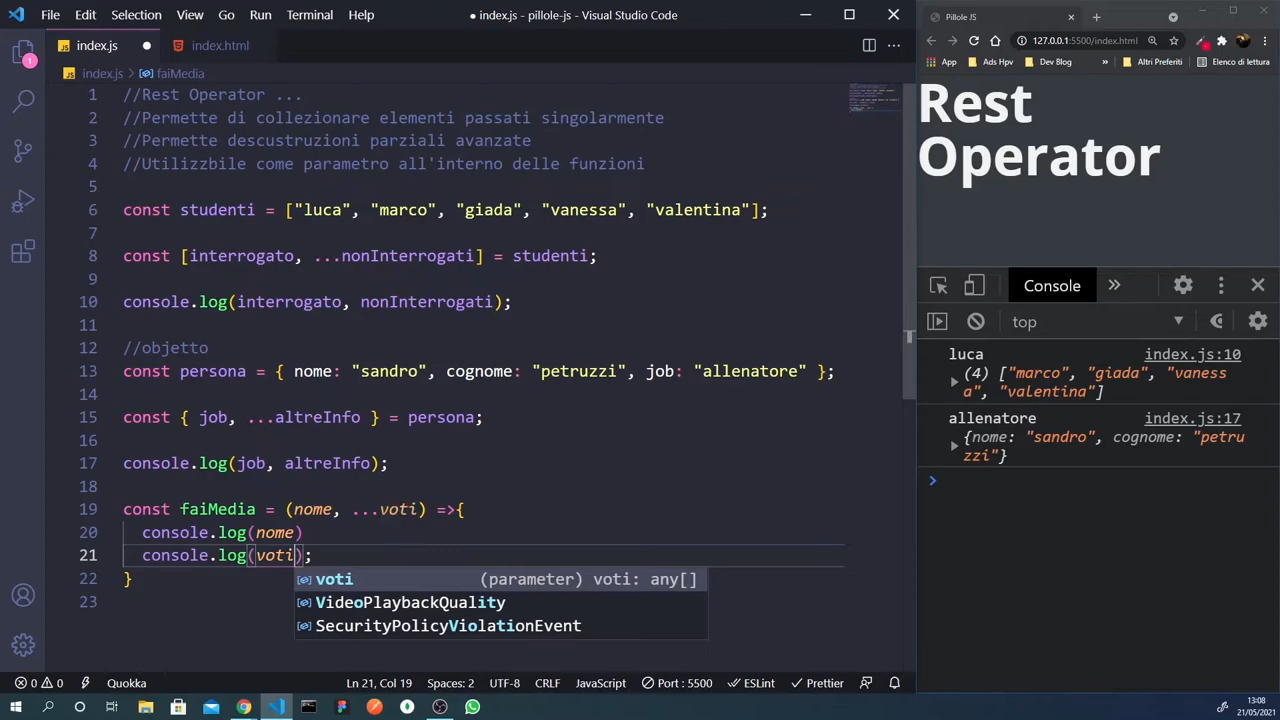 File Edit Selection View Go Run Terminal Help
● index.js - pillole-js - Visual Studio Code
index.js
index.html
index.js > faiMedia
1 //Rest Operator ...
2 //Permette di collezionare elementi passati singolarmente
3 //Permette descustruzioni parziali avanzate
4 //Utilizzbile come parametro all'interno delle funzioni
5
6 const studenti = ["luca", "marco", "giada", "vanessa", "valentina"];
7
8 const [interrogato, ...nonInterrogati] = studenti;
9
10 console.log(interrogato, nonInterrogati);
11
12 //objetto
13 const persona = { nome: "sandro", cognome: "petruzzi", job: "allenatore" };
14
15 const { job, ...altreInfo } = persona;
16
17 console.log(job, altreInfo);
18
19 const faiMedia = (nome, ...voti) =>{
20 console.log(nome)
21 console.log(voti);
voti (parameter) voti: any[]
22 }
VideoPlaybackQuality
23
SecurityPolicyViolationEvent
1
0 0 Quokka Ln 21, Col 19 Spaces: 2 UTF-8 CRLF JavaScript Port : 5500 ESLint Prettier
Pillole JS
127.0.0.1:5500/index.html
App Ads Hpv Dev Blog » Altri Preferiti Elenco di lettura
Rest
Operator
Console »
top
luca index.js:10
(4) ["marco", "giada", "vaness
a", "valentina"]
allenatore index.js:17
{nome: "sandro", cognome: "petru
zzi"}
13:08
21/05/2021